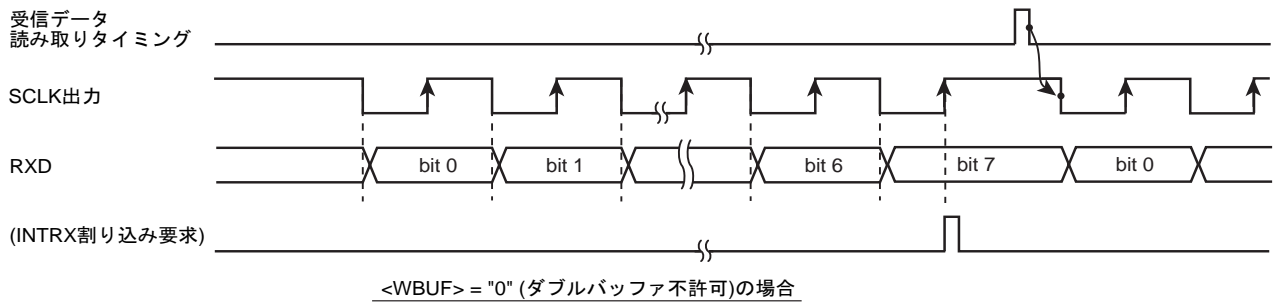 受信データ
読み取りタイミング
SCLK出力
RXD
bit 0
bit 1
bit 6
bit 7
bit 0
(INTRX割り込み要求)
<WBUF> = "0" (ダブルバッファ不許可)の場合